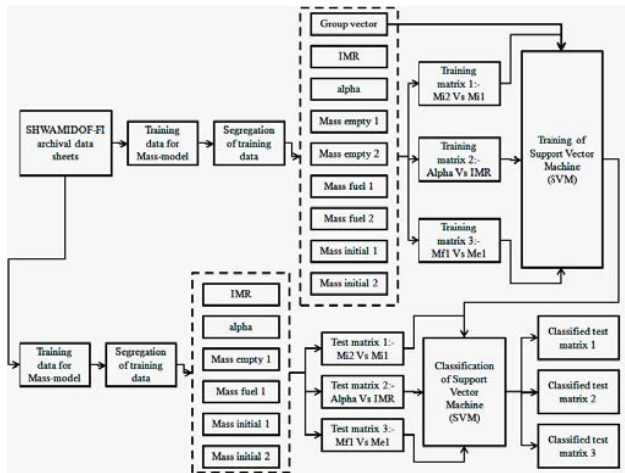 Group vector
IMR
alpha
Mass empty 1
Mass empty 2
Mass fuel 1
Mass fuel 2
Mass initial 1
Mass initial 2
SHWAMIDOF-FI
archival data
sheets
Training
data for
Mass-model
Segregation
of training
data
Training
matrix 1:-
Mi2 Vs Mi1
Training
matrix 2:-
Alpha Vs IMR
Training
matrix 3:-
Mf1 Vs Me1
Training of
Support Vector
Machine
(SVM)
Training
data for
Mass-model
Segregation
of training
data
IMR
alpha
Mass empty 1
Mass fuel 1
Mass initial 1
Mass initial 2
Test matrix 1:-
Mi2 Vs Mi1
Test matrix 2:-
Alpha Vs IMR
Test matrix 3:-
Mf1 Vs Me1
Classification
of Support
Vector
Machine
(SVM)
Classified test
matrix 1
Classified test
matrix 2
Classified test
matrix 3